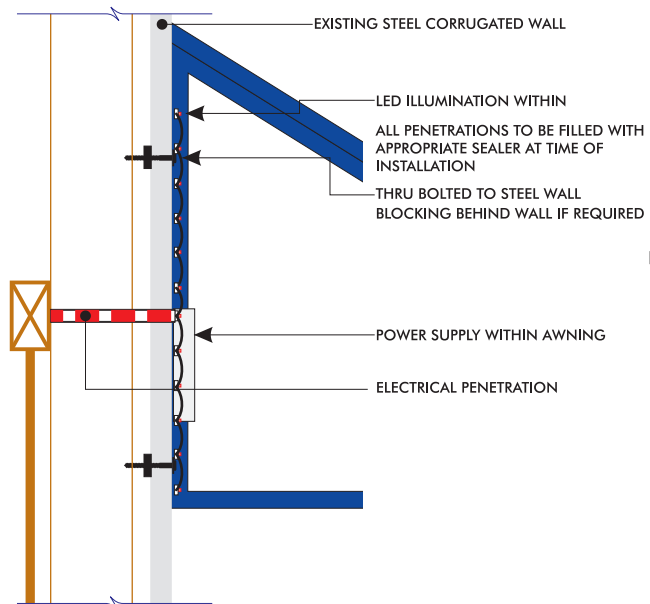 EXISTING STEEL CORRUGATED WALL
LED ILLUMINATION WITHIN
ALL PENETRATIONS TO BE FILLED WITH
APPROPRIATE SEALER AT TIME OF
INSTALLATION
THRU BOLTED TO STEEL WALL
BLOCKING BEHIND WALL IF REQUIRED
POWER SUPPLY WITHIN AWNING
ELECTRICAL PENETRATION